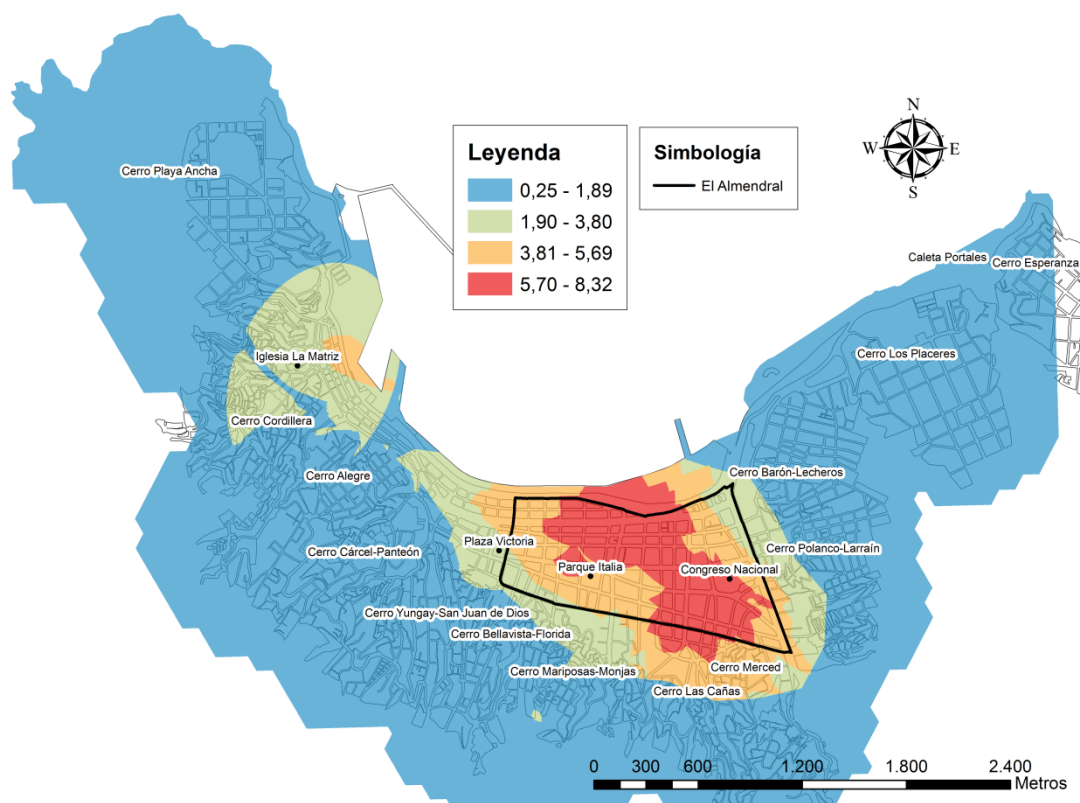 N
W E
S
Leyenda
0,25 - 1,89
1,90 - 3,80
3,81 - 5,69
5,70 - 8,32
Simbología
El Almendral
Cerro Playa Ancha
Caleta Portales
Cerro Esperanza
Iglesia La Matriz
Cerro Los Placeres
Cerro Cordillera
Cerro Alegre
Cerro Barón-Lecheros
Plaza Victoria
Cerro Cárcel-Panteón
Cerro Polanco-Larraín
Parque Italia
Congreso Nacional
Cerro Yungay-San Juan de Dios
Cerro Bellavista-Florida
Cerro Mariposas-Monjas
Cerro Merced
Cerro Las Cañas
0 300 600 1.200 1.800 2.400
Metros